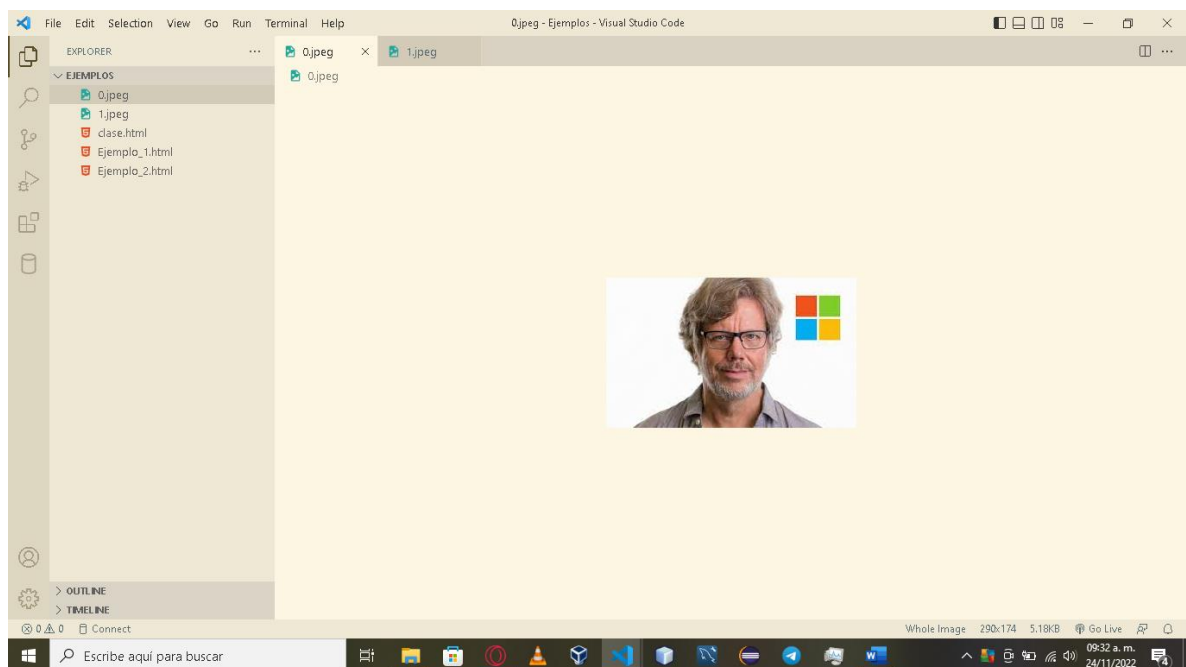 File Edit Selection View Go Run Terminal Help
0.jpeg - Ejemplos - Visual Studio Code
EXPLORER
0.jpeg
1.jpeg
EJEMPLOS
0.jpeg
0.jpeg
1.jpeg
clase.html
Ejemplo_1.html
Ejemplo_2.html
OUTLINE
TIMELINE
0 0 Connect
Whole Image 290x174 5.18KB Go Live
Escribe aquí para buscar
W
09:32 a. m.
24/11/2022
4